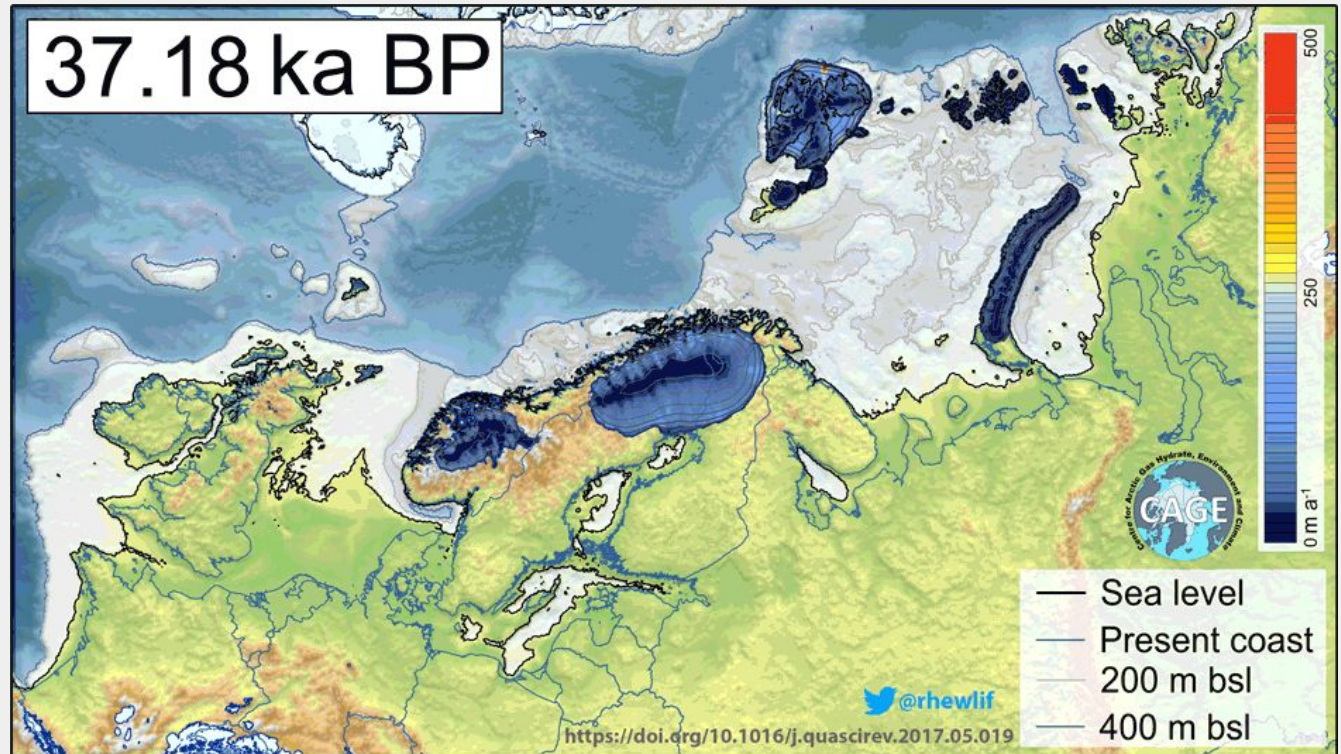 37.18 ka BP
500
250
0 m a-1
Centre for Arctic Gas Hydrate, Environment and Climate
CAGE
Sea level
Present coast
200 m bsl
400 m bsl
@rhewlif
https://doi.org/10.1016/j.quascirev.2017.05.019